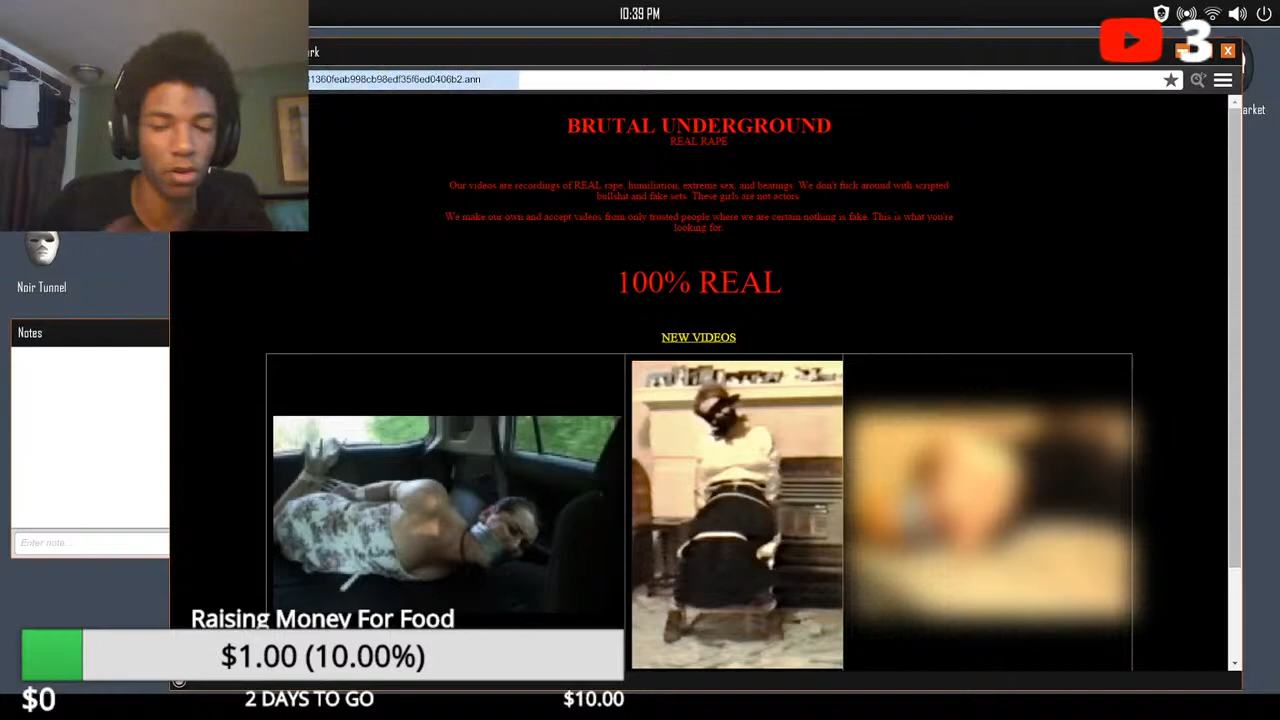 10:39 PM
3
rk
31360feab998cb98edf35f6ed0406b2.ann
arket
BRUTAL UNDERGROUND
REAL RAPE
Our videos are recordings of REAL rape, humiliation, extreme sex, and beatings. We don't fuck around with scripted
bullshit and fake sets. These girls are not actors
We make our own and accept videos from only trusted people where we are certain nothing is fake. This is what you're
looking for.
100% REAL
NEW VIDEOS
Noir Tunnel
Notes
Enter note...
Raising Money For Food
$1.00 (10.00%)
$0
2 DAYS TO GO
$10.00